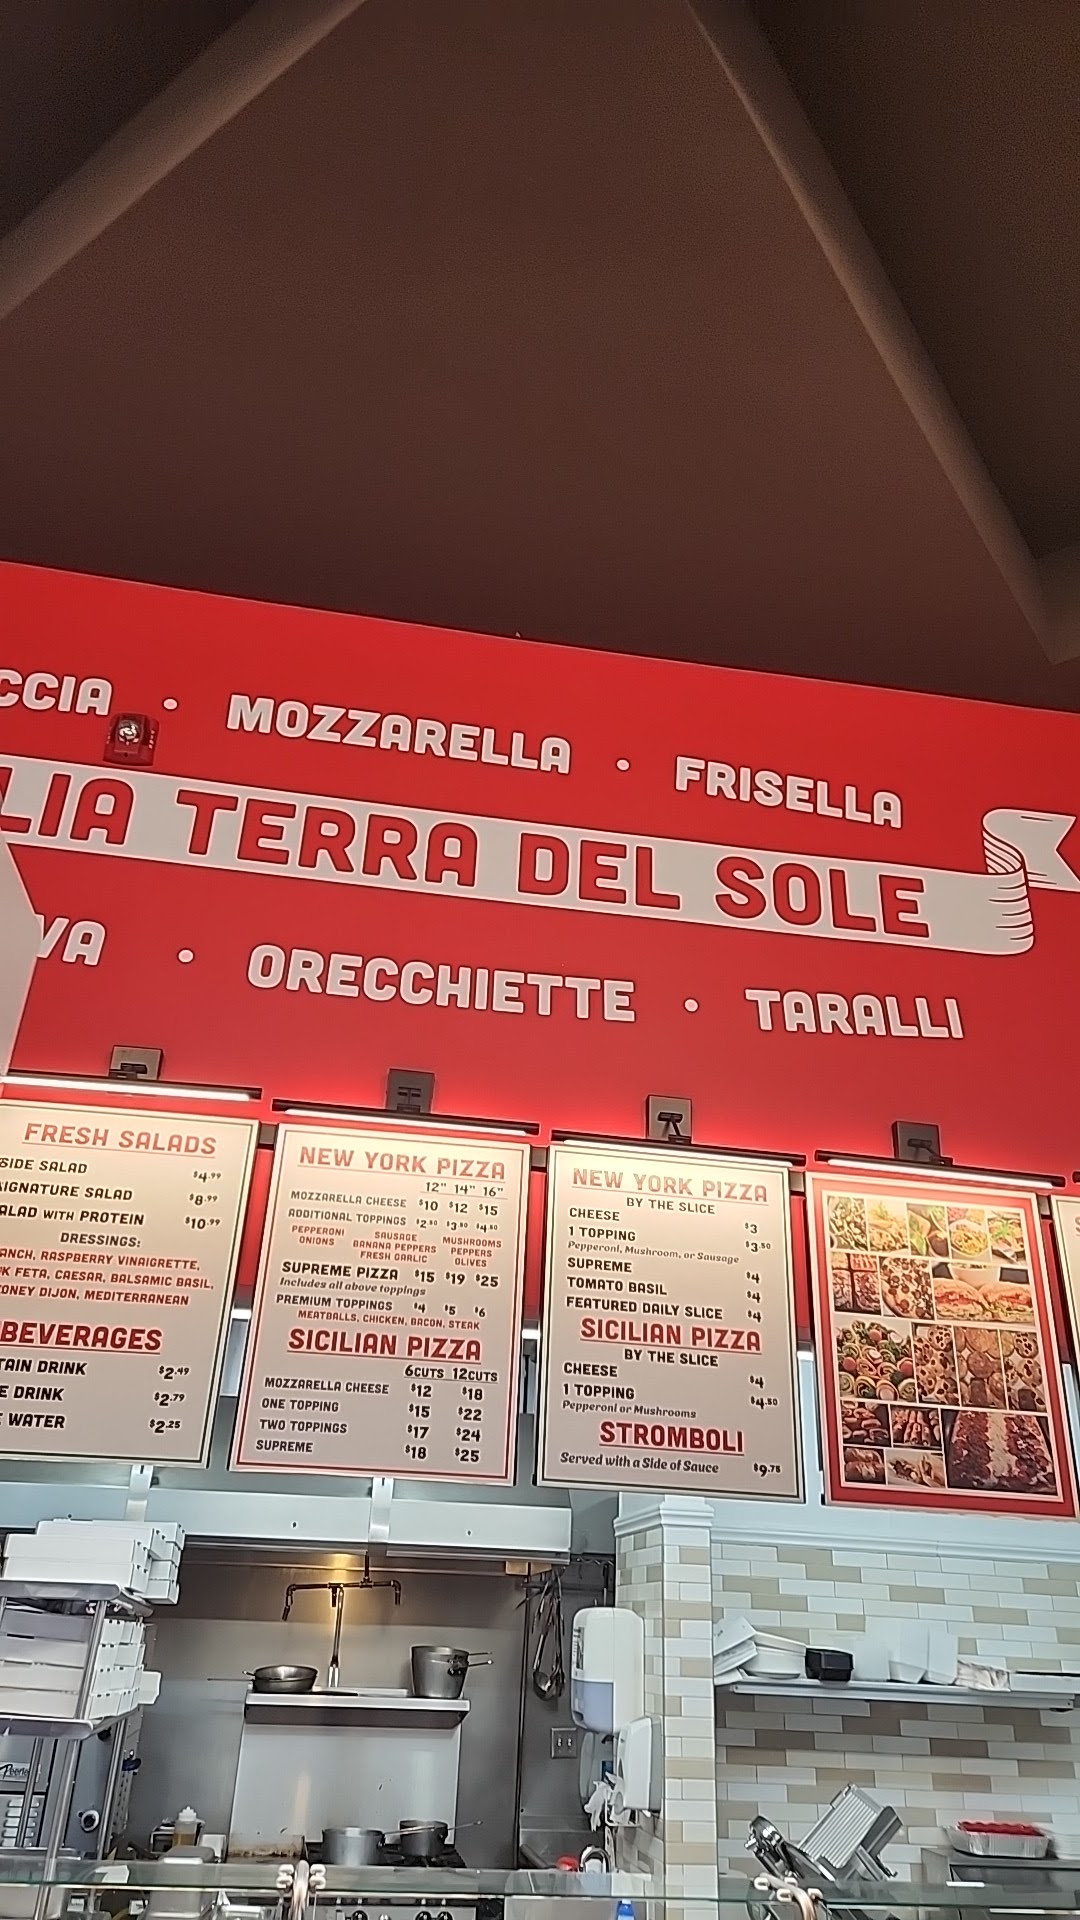 CCIA • MOZZARELLA • FRISELLA
LIA TERRA DEL SOLE
VA • ORECCHIETTE • TARALLI
FRESH SALADS
SIDE SALAD $4.99
SIGNATURE SALAD $8.99
ALAD WITH PROTEIN $10.99
DRESSINGS:
ANCH, RASPBERRY VINAIGRETTE,
K FETA, CAESAR, BALSAMIC BASIL,
ONEY DIJON, MEDITERRANEAN
BEVERAGES
TAIN DRINK $2.49
E DRINK $2.79
E WATER $2.25
NEW YORK PIZZA
12" 14" 16"
MOZZARELLA CHEESE $10 $12 $15
ADDITIONAL TOPPINGS $2.50 $3.50 $4.50
PEPPERONI SAUSAGE MUSHROOMS
ONIONS BANANA PEPPERS PEPPERS
FRESH GARLIC OLIVES
SUPREME PIZZA $15 $19 $25
Includes all above toppings
PREMIUM TOPPINGS $4 $5 $6
MEATBALLS, CHICKEN, BACON, STEAK
SICILIAN PIZZA
6CUTS 12CUTS
MOZZARELLA CHEESE $12 $18
ONE TOPPING $15 $22
TWO TOPPINGS $17 $24
SUPREME $18 $25
NEW YORK PIZZA
BY THE SLICE
CHEESE $3
1 TOPPING $3.50
Pepperoni, Mushroom, or Sausage
SUPREME $4
TOMATO BASIL $4
FEATURED DAILY SLICE $4
SICILIAN PIZZA
BY THE SLICE
CHEESE $4
1 TOPPING $4.50
Pepperoni or Mushrooms
STROMBOLI
Served with a Side of Sauce $9.75